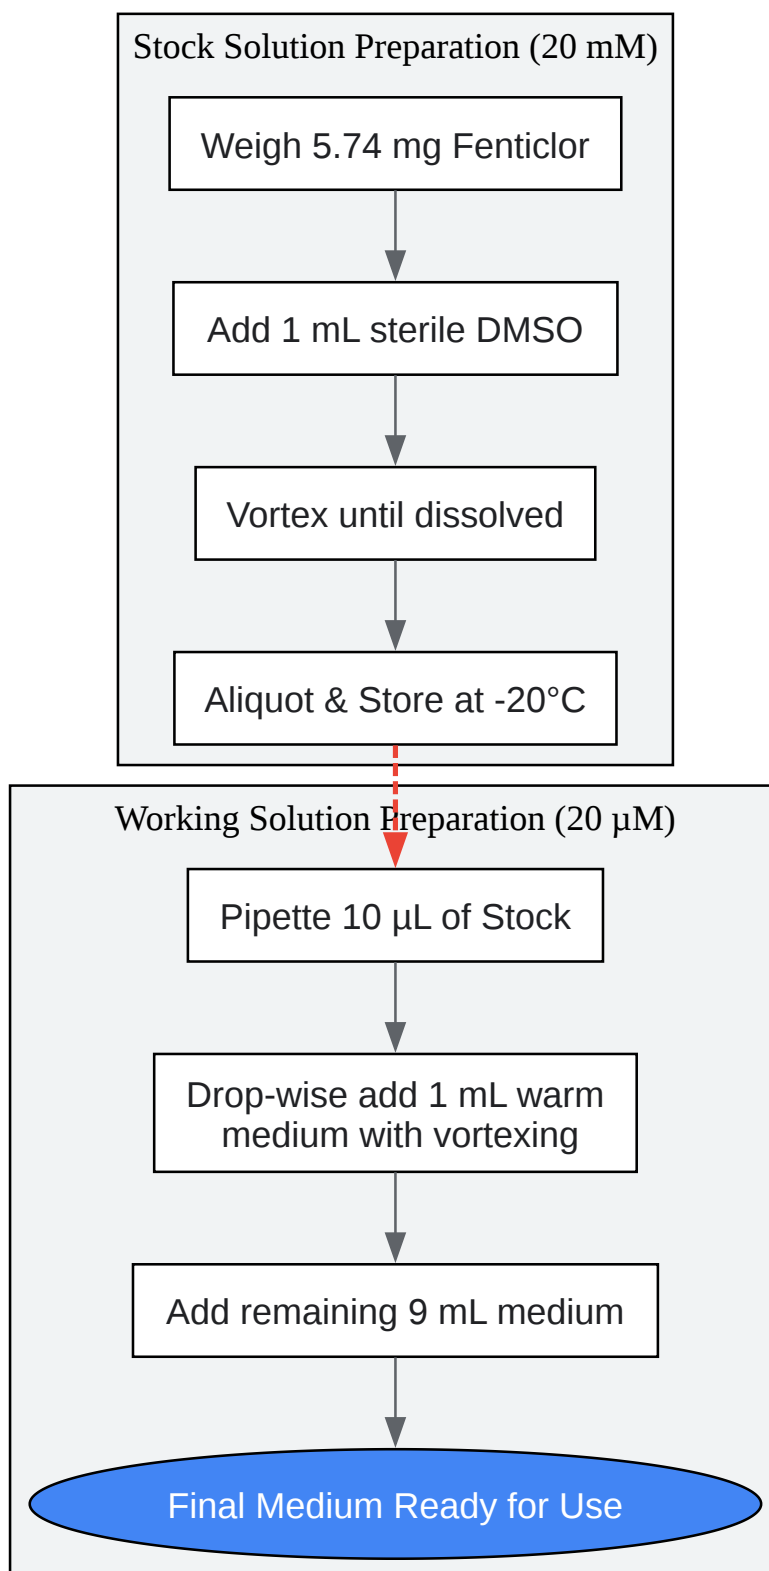 Stock Solution Preparation (20 mM)
Weigh 5.74 mg Fenticlor
Add 1 mL sterile DMSO
Vortex until dissolved
Aliquot & Store at -20°C
Working Solution Preparation (20 µM)
Pipette 10 µL of Stock
Drop-wise add 1 mL warm
medium with vortexing
Add remaining 9 mL medium
Final Medium Ready for Use